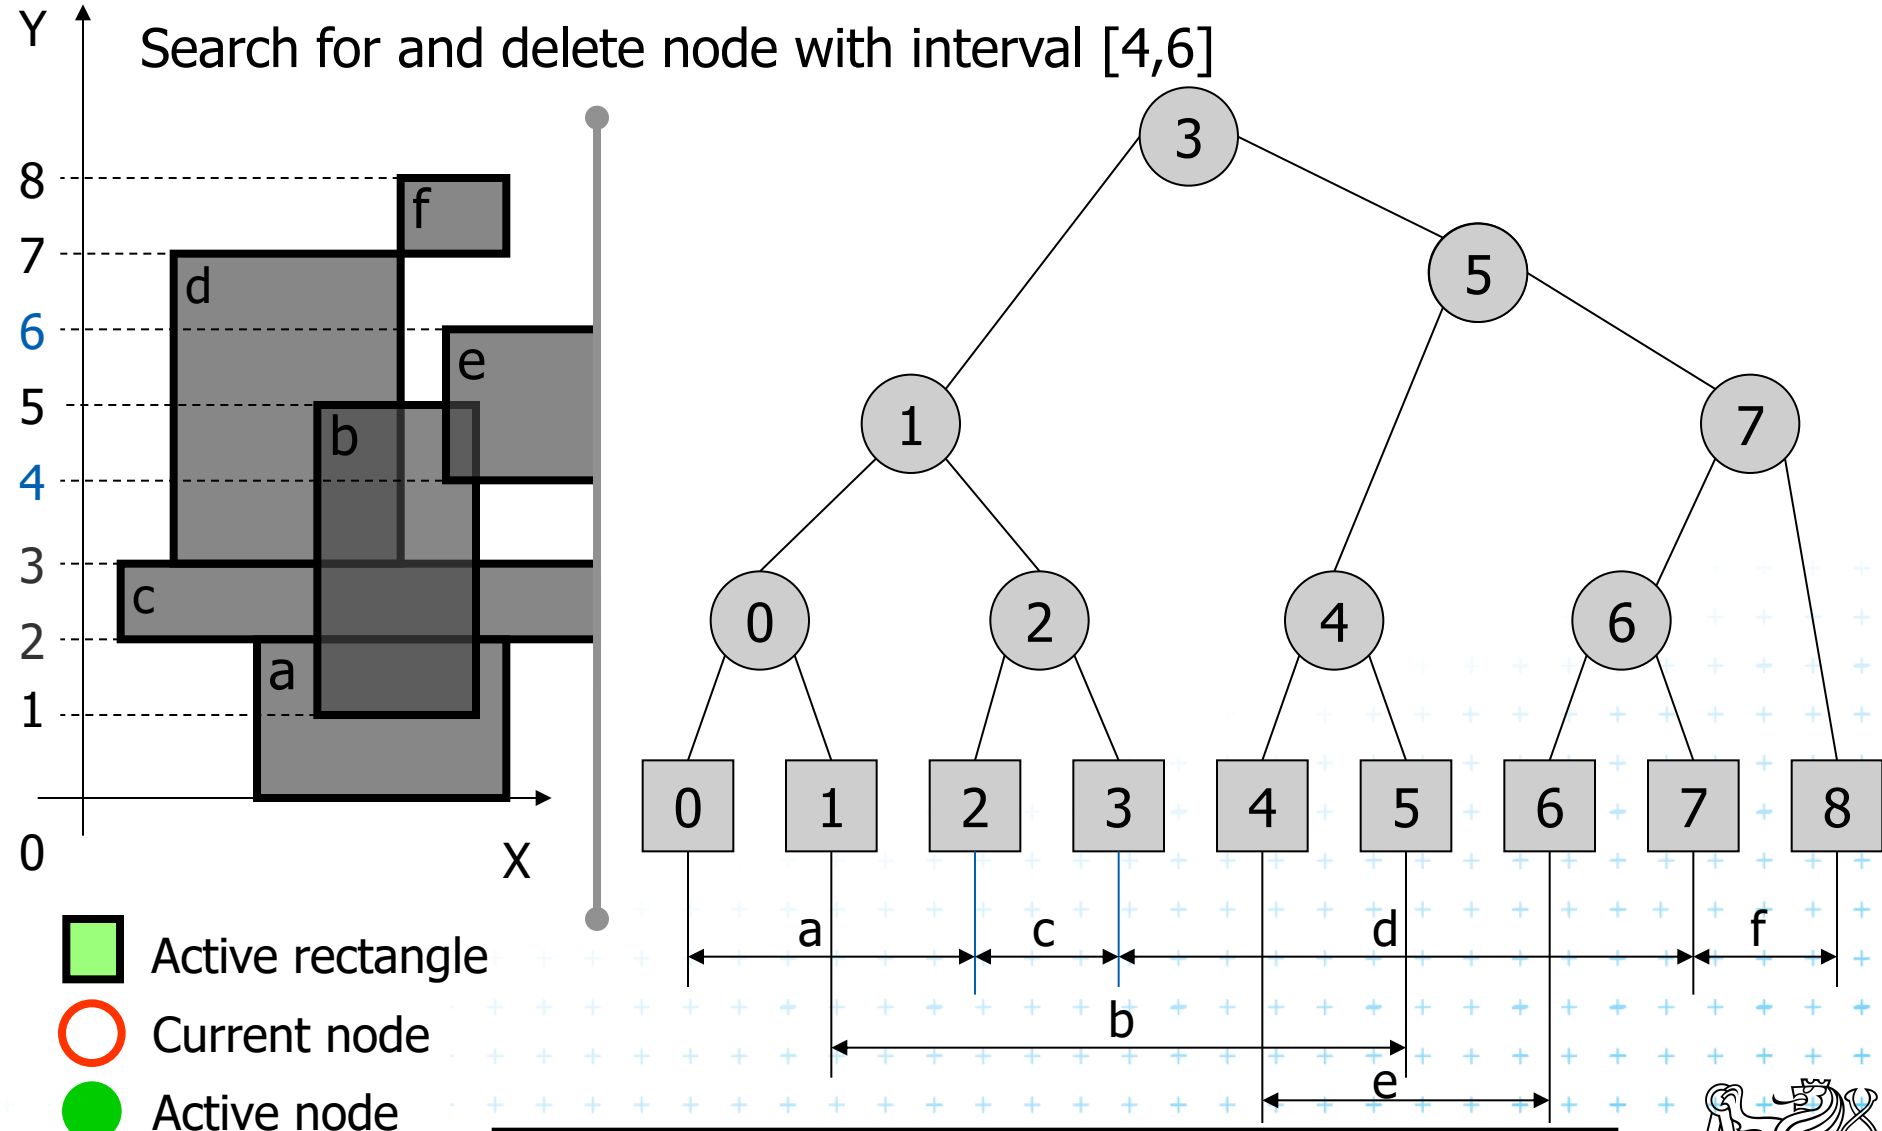 Y
Search for and delete node with interval [4,6]
3
8
f
7
d
5
6
e
5
b
1
7
4
3
c
0
2
4
6
2
a
1
0 1 2 3 4 5 6 7 8
0
X
a c d f
Active rectangle
b
Current node
e
Active node